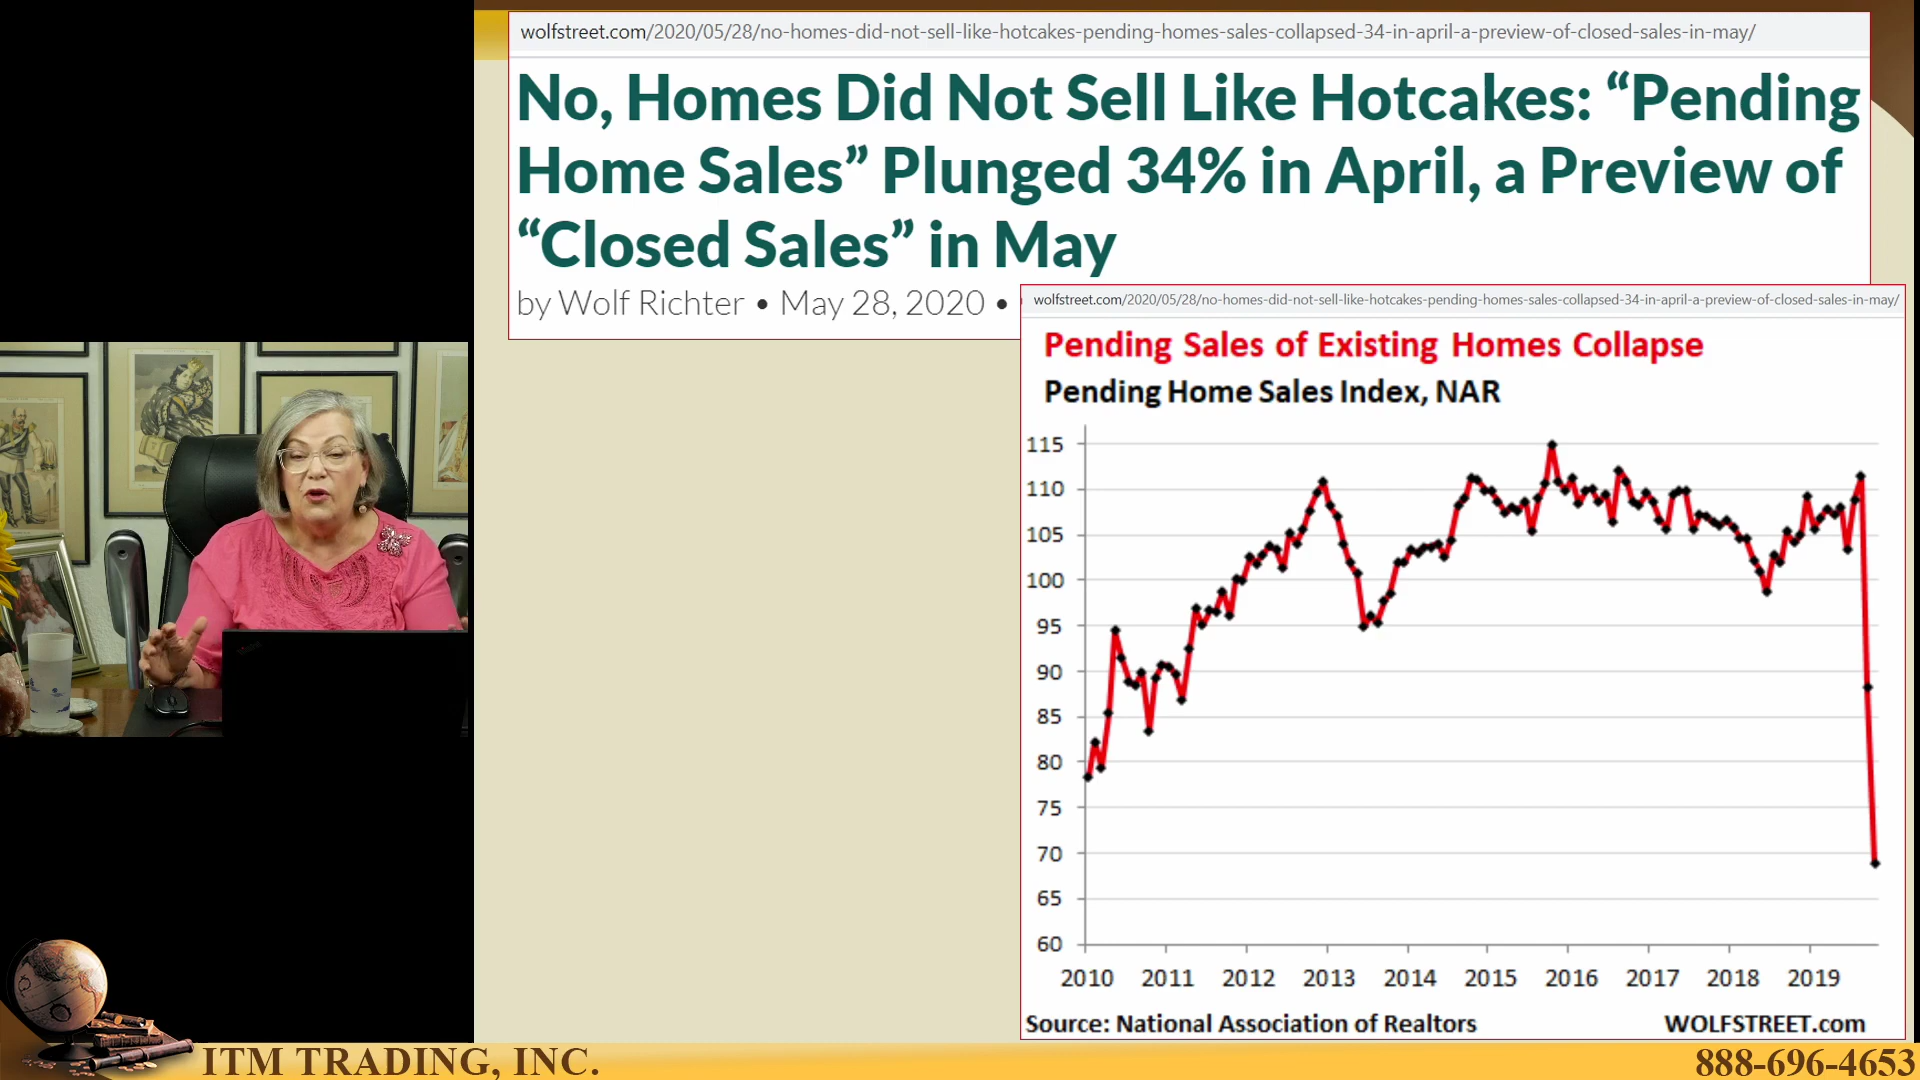 wolfstreet.com/2020/05/28/no-homes-did-not-sell-like-hotcakes-pending-homes-sales-collapsed-34-in-april-a-preview-of-closed-sales-in-may/
No, Homes Did Not Sell Like Hotcakes: “Pending
Home Sales” Plunged 34% in April, a Preview of
“Closed Sales” in May
by Wolf Richter • May 28, 2020 •
wolfstreet.com/2020/05/28/no-homes-did-not-sell-like-hotcakes-pending-homes-sales-collapsed-34-in-april-a-preview-of-closed-sales-in-may/
Pending Sales of Existing Homes Collapse
Pending Home Sales Index, NAR
115
110
105
100
95
90
85
80
75
70
65
60
2010 2011 2012 2013 2014 2015 2016 2017 2018 2019
Source: National Association of Realtors WOLFSTREET.com
ITM TRADING, INC. 888-696-4653